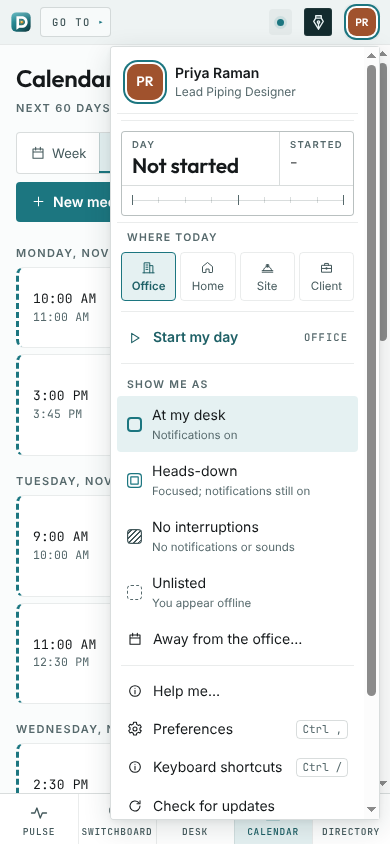 D
GO TO
PR
Calendar
NEXT 60 DAYS
Week
+ New
MONDAY, NOV
10:00 AM
11:00 AM
3:00 PM
3:45 PM
TUESDAY, NOV
9:00 AM
10:00 AM
11:00 AM
12:30 PM
WEDNESDAY,
2:30 PM
PR
Priya Raman
Lead Piping Designer
DAY
Not started
STARTED
–
WHERE TODAY
Office
Home
Site
Client
Start my day
OFFICE
SHOW ME AS
At my desk
Notifications on
Heads-down
Focused; notifications still on
No interruptions
No notifications or sounds
Unlisted
You appear offline
Away from the office...
Help me...
Preferences
Ctrl ,
Keyboard shortcuts
Ctrl /
Check for updates
PULSE
SWITCHBOARD
DESK
CALENDAR
DIRECTORY